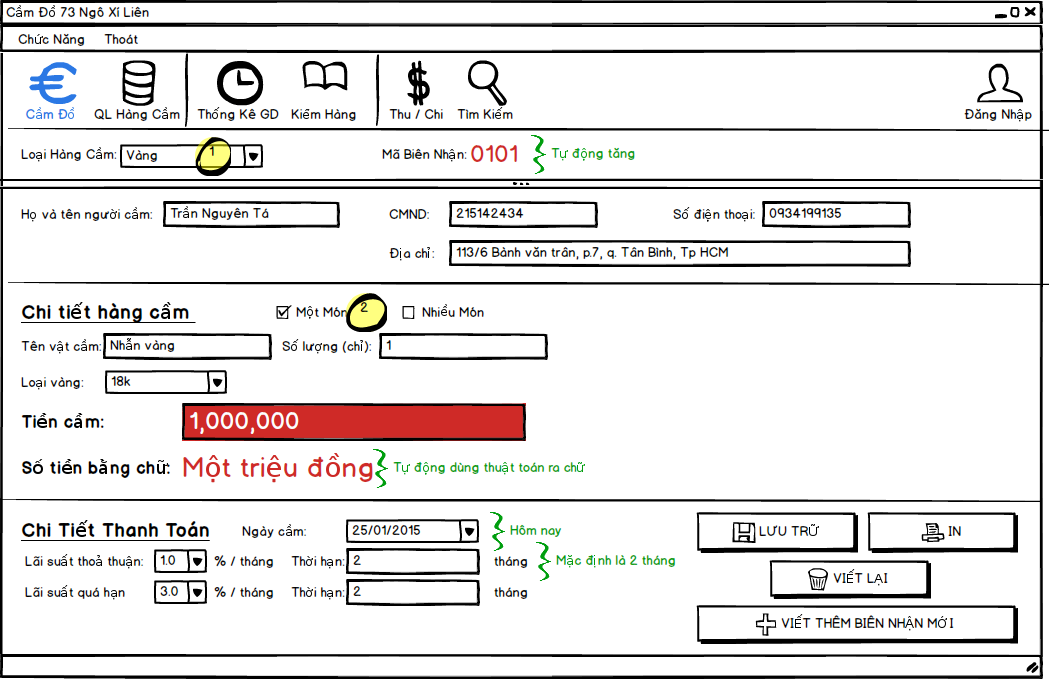 Cầm Đồ 73 Ngô Xí Liên
Chức Năng Thoát
Cầm Đồ QL Hàng Cầm Thống Kê GD Kiểm Hàng Thu / Chi Tìm Kiếm Đăng Nhập
Loại Hàng Cầm: Vàng 1 Mã Biên Nhận: 0101 Tự động tăng
Họ và tên người cầm: Trần Nguyên Tá CMND: 215142434 Số điện thoại: 0934199135
Địa chỉ: 113/6 Bành văn trân, p.7, q. Tân Bình, Tp HCM
Chi tiết hàng cầm Một Món 2 Nhiều Món
Tên vật cầm: Nhẫn vàng Số lượng (chỉ): 1
Loại vàng: 18k
Tiền cầm: 1,000,000
Số tiền bằng chữ: Một triệu đồng Tự động dùng thuật toán ra chữ
Chi Tiết Thanh Toán Ngày cầm: 25/01/2015 Hôm nay LƯU TRỮ IN
Lãi suất thoả thuận: 1.0 % / tháng Thời hạn: 2 tháng Mặc định là 2 tháng
VIẾT LẠI
Lãi suất quá hạn 3.0 % / tháng Thời hạn: 2 tháng
VIẾT THÊM BIÊN NHẬN MỚI